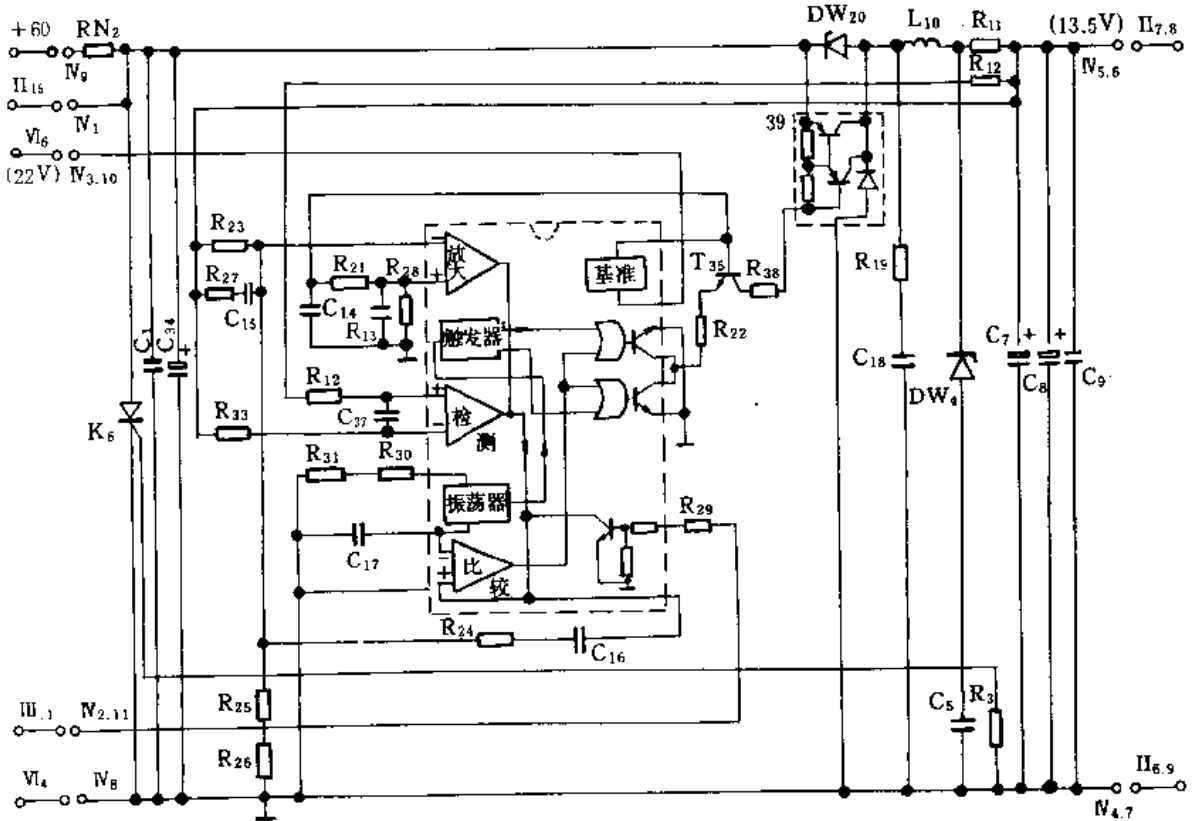 +60 RN₂ DW₂₀ L₁₀ R₁₁ (13.5V) Ⅱ₇.₈
Ⅳ₉ R₁₂ Ⅳ₅.₆
Ⅱ₁₅ Ⅳ₁
Ⅵ₆ 39
(22V) Ⅳ₃.₁₀
R₂₃ 放大 基准 T₃₅ R₃₈ R₁₉
R₂₇ R₂₁ R₂₈
C₁₅ C₁₄ R₁₃ 触发器 R₂₂
C₁ C₃₄ C₁₈ C₇ C₈ C₉
R₁₂ DW₄
K₆ R₃₃ C₃₇ 检测
R₃₁ R₃₀
振荡器 R₂₉
C₁₇ 比较
R₂₄ C₁₆
R₂₅ C₅ R₃
Ⅲ.₁ Ⅳ₂.₁₁
R₂₆
Ⅵ₄ Ⅳ₈ Ⅱ₆.₉
Ⅳ₄.₇